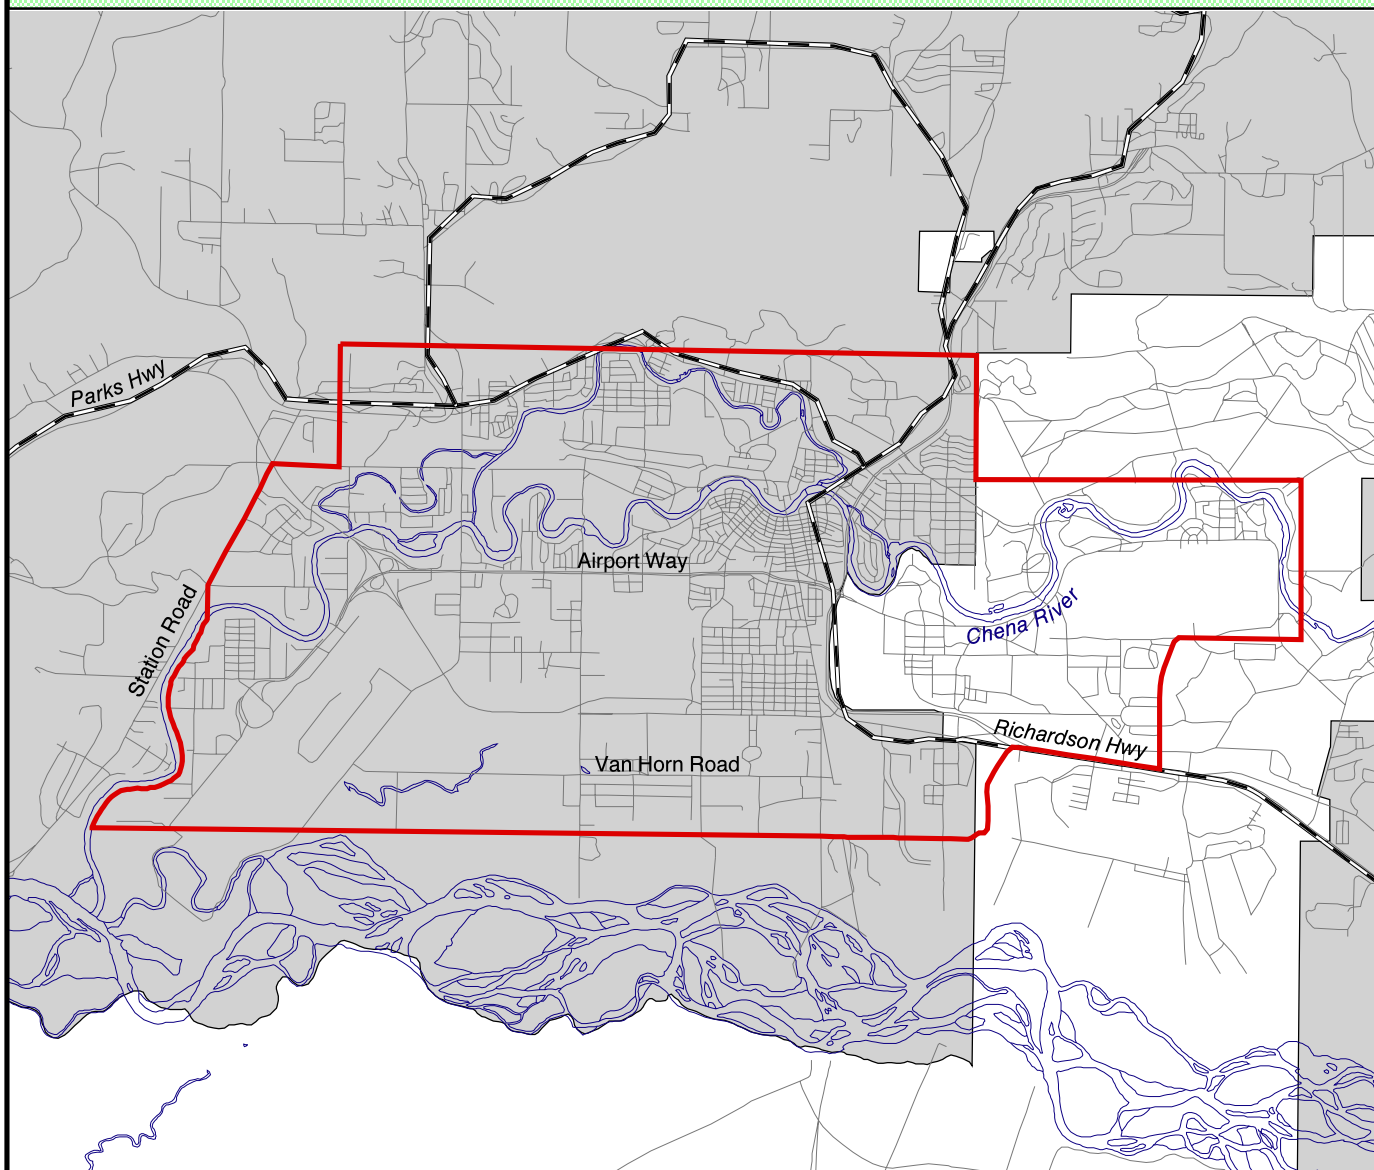 Parks Hwy
Airport Way
Station Road
Chena River
Richardson Hwy
Van Horn Road